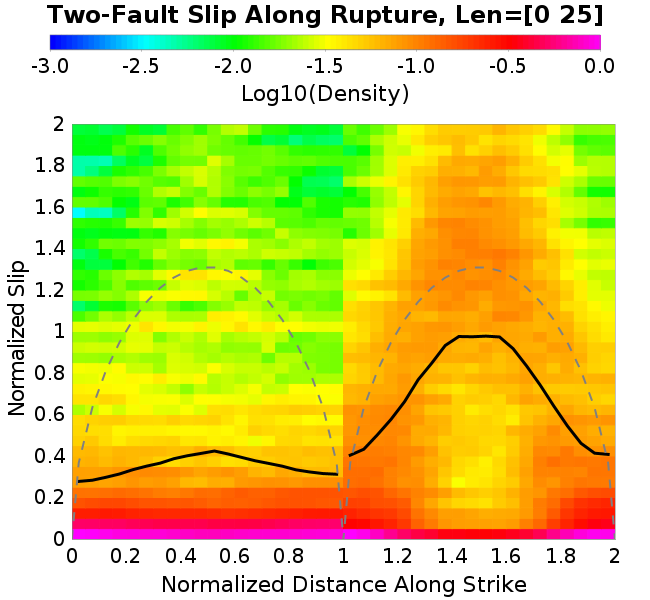 Two-Fault Slip Along Rupture, Len=[0 25]
-3.0 -2.5 -2.0 -1.5 -1.0 -0.5 0.0
Log10(Density)
2
1.8
1.6
1.4
1.2
1
0.8
0.6
0.4
0.2
0
Normalized Slip
0 0.2 0.4 0.6 0.8 1 1.2 1.4 1.6 1.8 2
Normalized Distance Along Strike